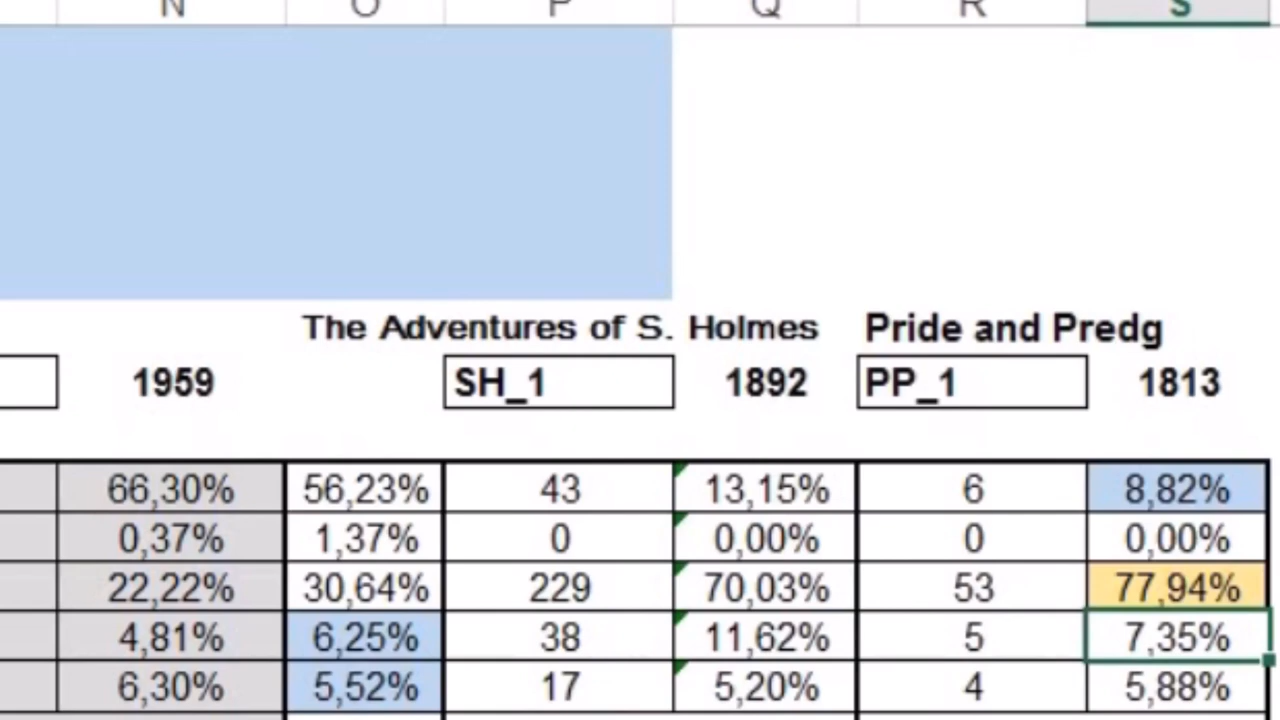 N O P Q R S
The Adventures of S. Holmes Pride and Predg
1959 SH_1 1892 PP_1 1813
66,30% 56,23% 43 13,15% 6 8,82%
0,37% 1,37% 0 0,00% 0 0,00%
22,22% 30,64% 229 70,03% 53 77,94%
4,81% 6,25% 38 11,62% 5 7,35%
6,30% 5,52% 17 5,20% 4 5,88%